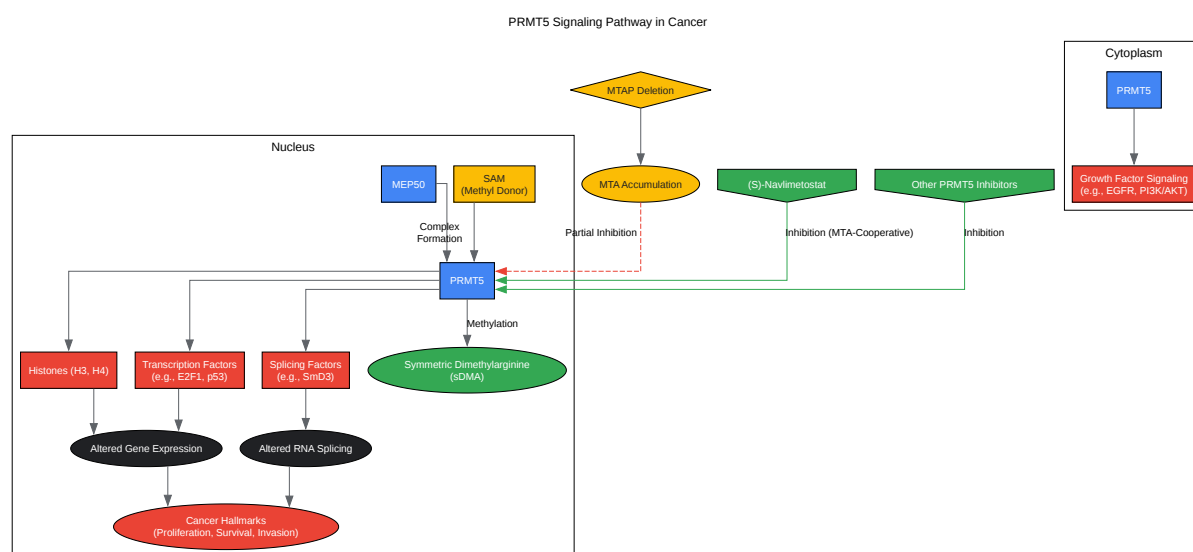 PRMT5 Signaling Pathway in Cancer
Cytoplasm
PRMT5
MTAP Deletion
Nucleus
MEP50
SAM
(Methyl Donor)
MTA Accumulation
(S)-Navlimetostat
Other PRMT5 Inhibitors
Growth Factor Signaling
(e.g., EGFR, PI3K/AKT)
Complex
Formation
Partial Inhibition
Inhibition (MTA-Cooperative)
Inhibition
PRMT5
Methylation
Histones (H3, H4)
Transcription Factors
(e.g., E2F1, p53)
Splicing Factors
(e.g., SmD3)
Symmetric Dimethylarginine
(sDMA)
Altered Gene Expression
Altered RNA Splicing
Cancer Hallmarks
(Proliferation, Survival, Invasion)